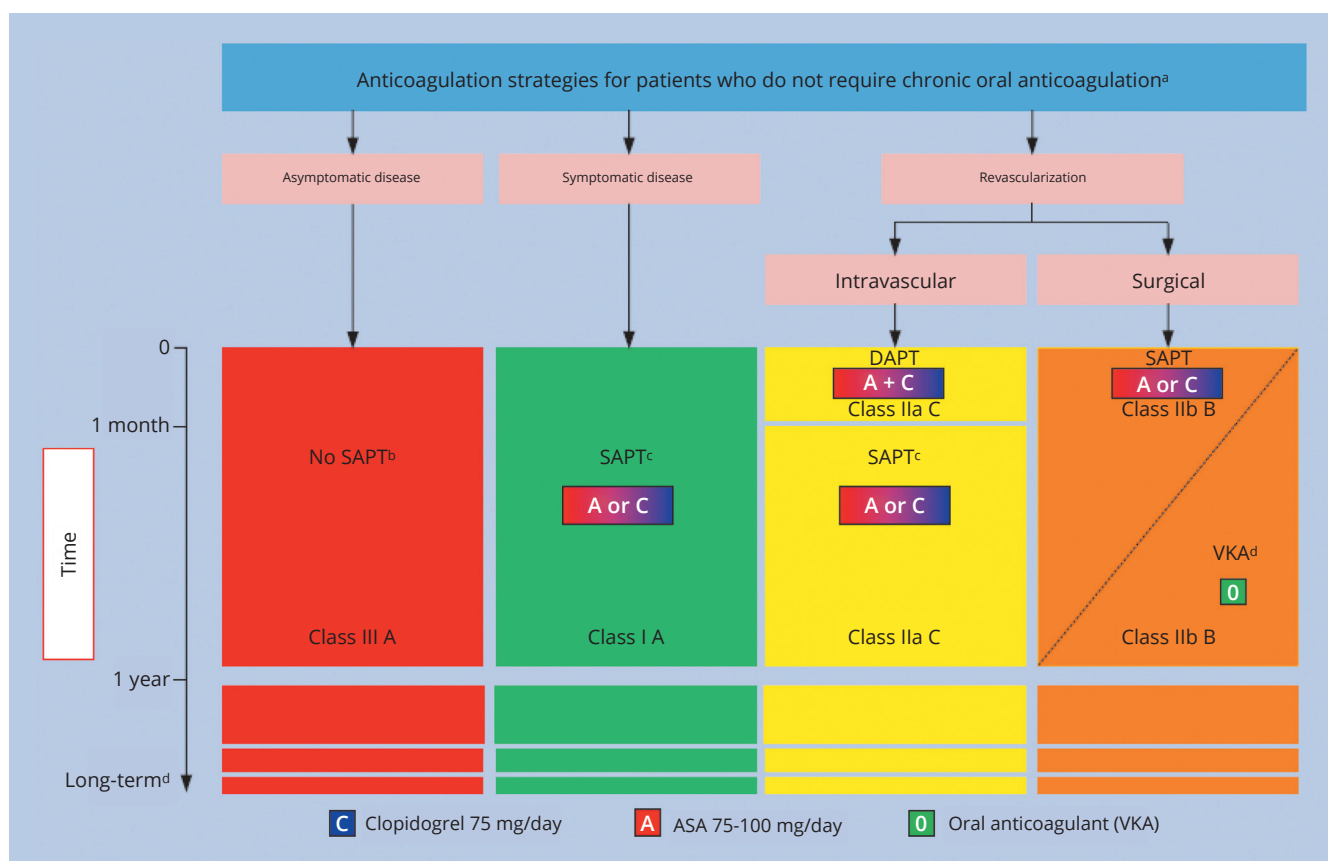 Anticoagulation strategies for patients who do not require chronic oral anticoagulationᵃ
Asymptomatic disease
Symptomatic disease
Revascularization
Intravascular
Surgical
0
1 month
Time
1 year
Long-termᵈ
No SAPTᵇ
Class III A
SAPTᶜ
A or C
Class I A
DAPT
A + C
Class IIa C
SAPTᶜ
A or C
Class IIa C
SAPT
A or C
Class IIb B
VKAᵈ
0
Class IIb B
C Clopidogrel 75 mg/day
A ASA 75-100 mg/day
0 Oral anticoagulant (VKA)